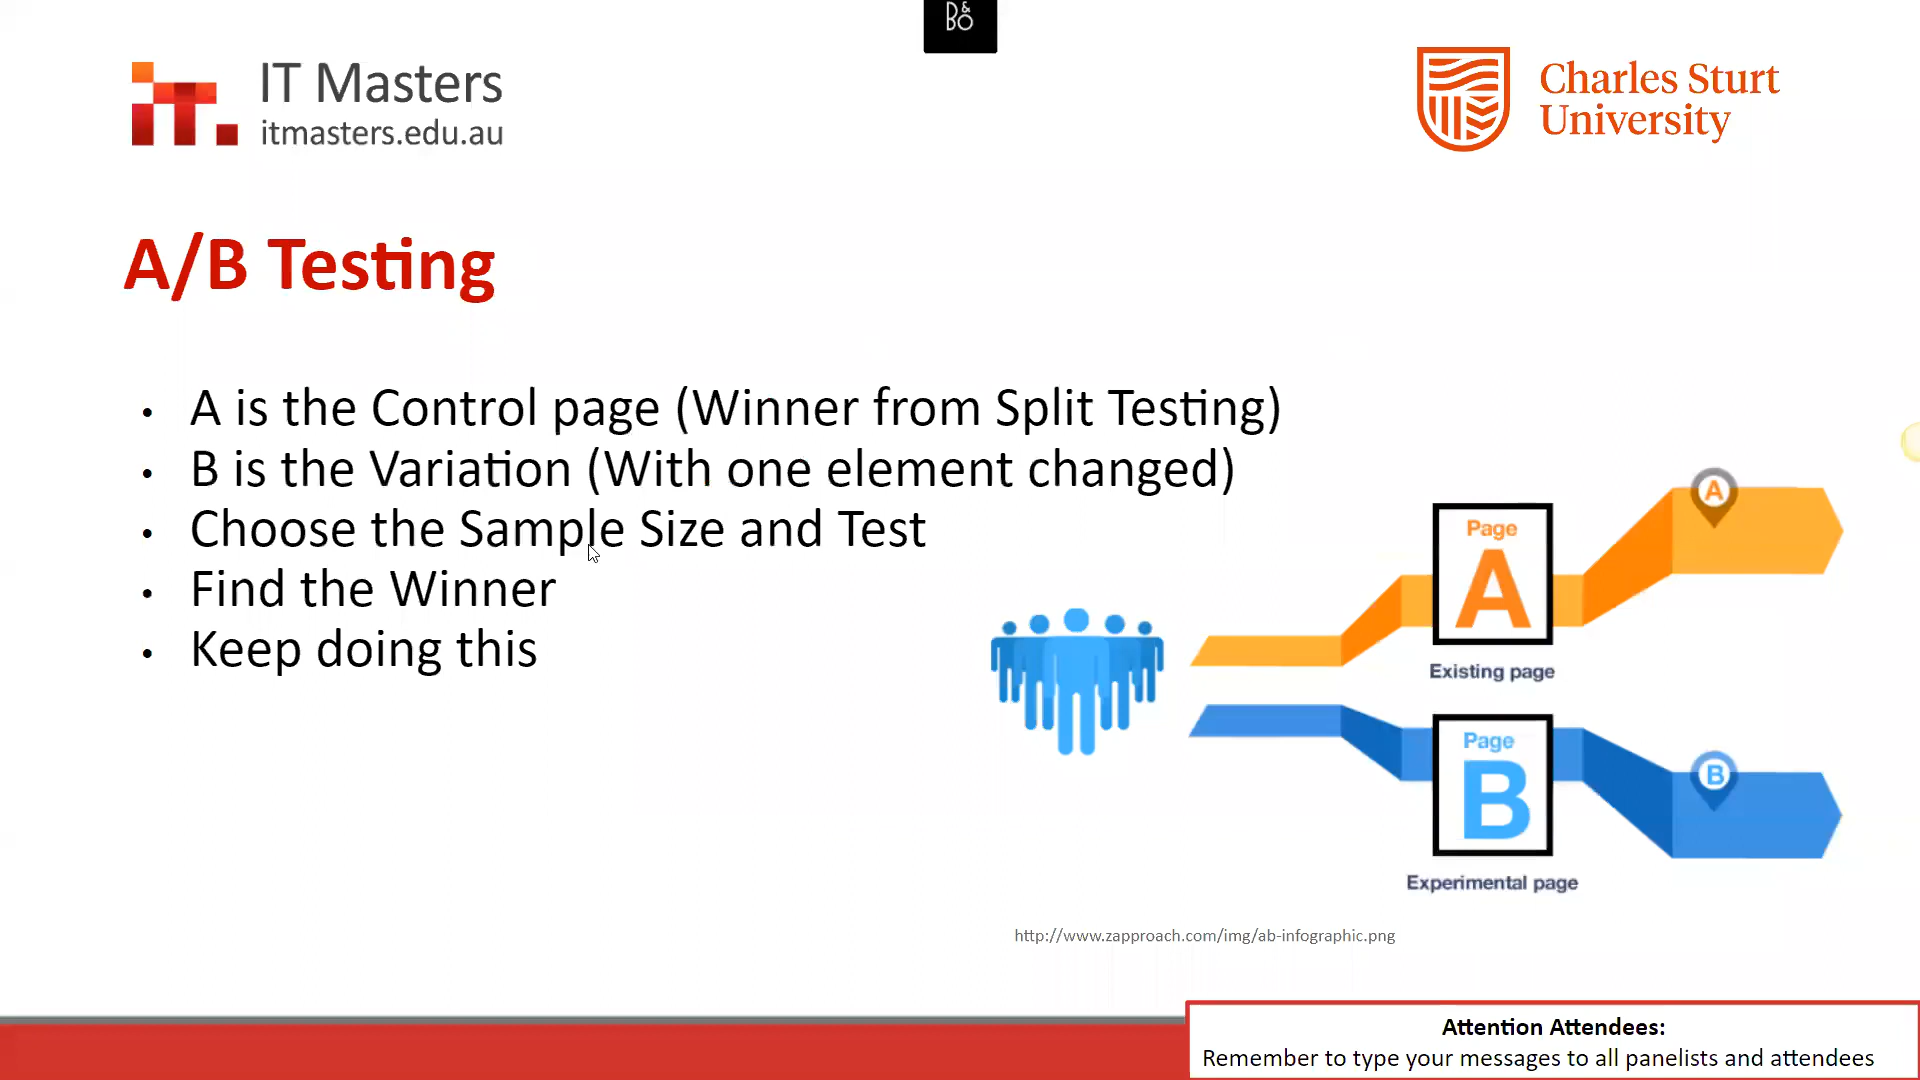 B&O
IT Masters
itmasters.edu.au
Charles Sturt
University
A/B Testing
• A is the Control page (Winner from Split Testing)
• B is the Variation (With one element changed)
• Choose the Sample Size and Test
• Find the Winner
• Keep doing this
A
Page
A
Existing page
Page
B
B
Experimental page
http://www.zapproach.com/img/ab-infographic.png
Attention Attendees:
Remember to type your messages to all panelists and attendees